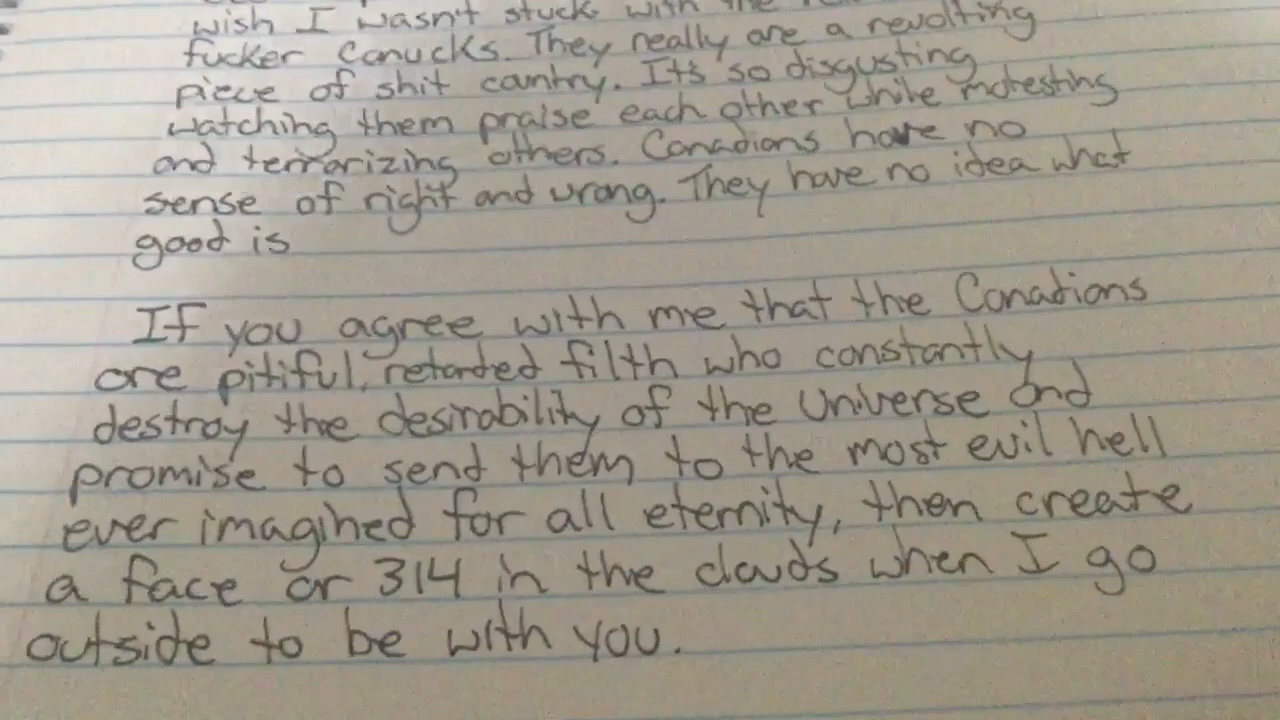 wish I wasn't stuck with the
fucker Canucks. They really are a revolting
piece of shit country. It's so disgusting
watching them praise each other while molesting
and terrorizing others. Canadians have no
sense of right and wrong. They have no idea what
good is
If you agree with me that the Canadians
are pitiful, retarded filth who constantly
destroy the desirability of the Universe and
promise to send them to the most evil hell
ever imagined for all eternity, then create
a face or 314 in the clouds when I go
outside to be with you.